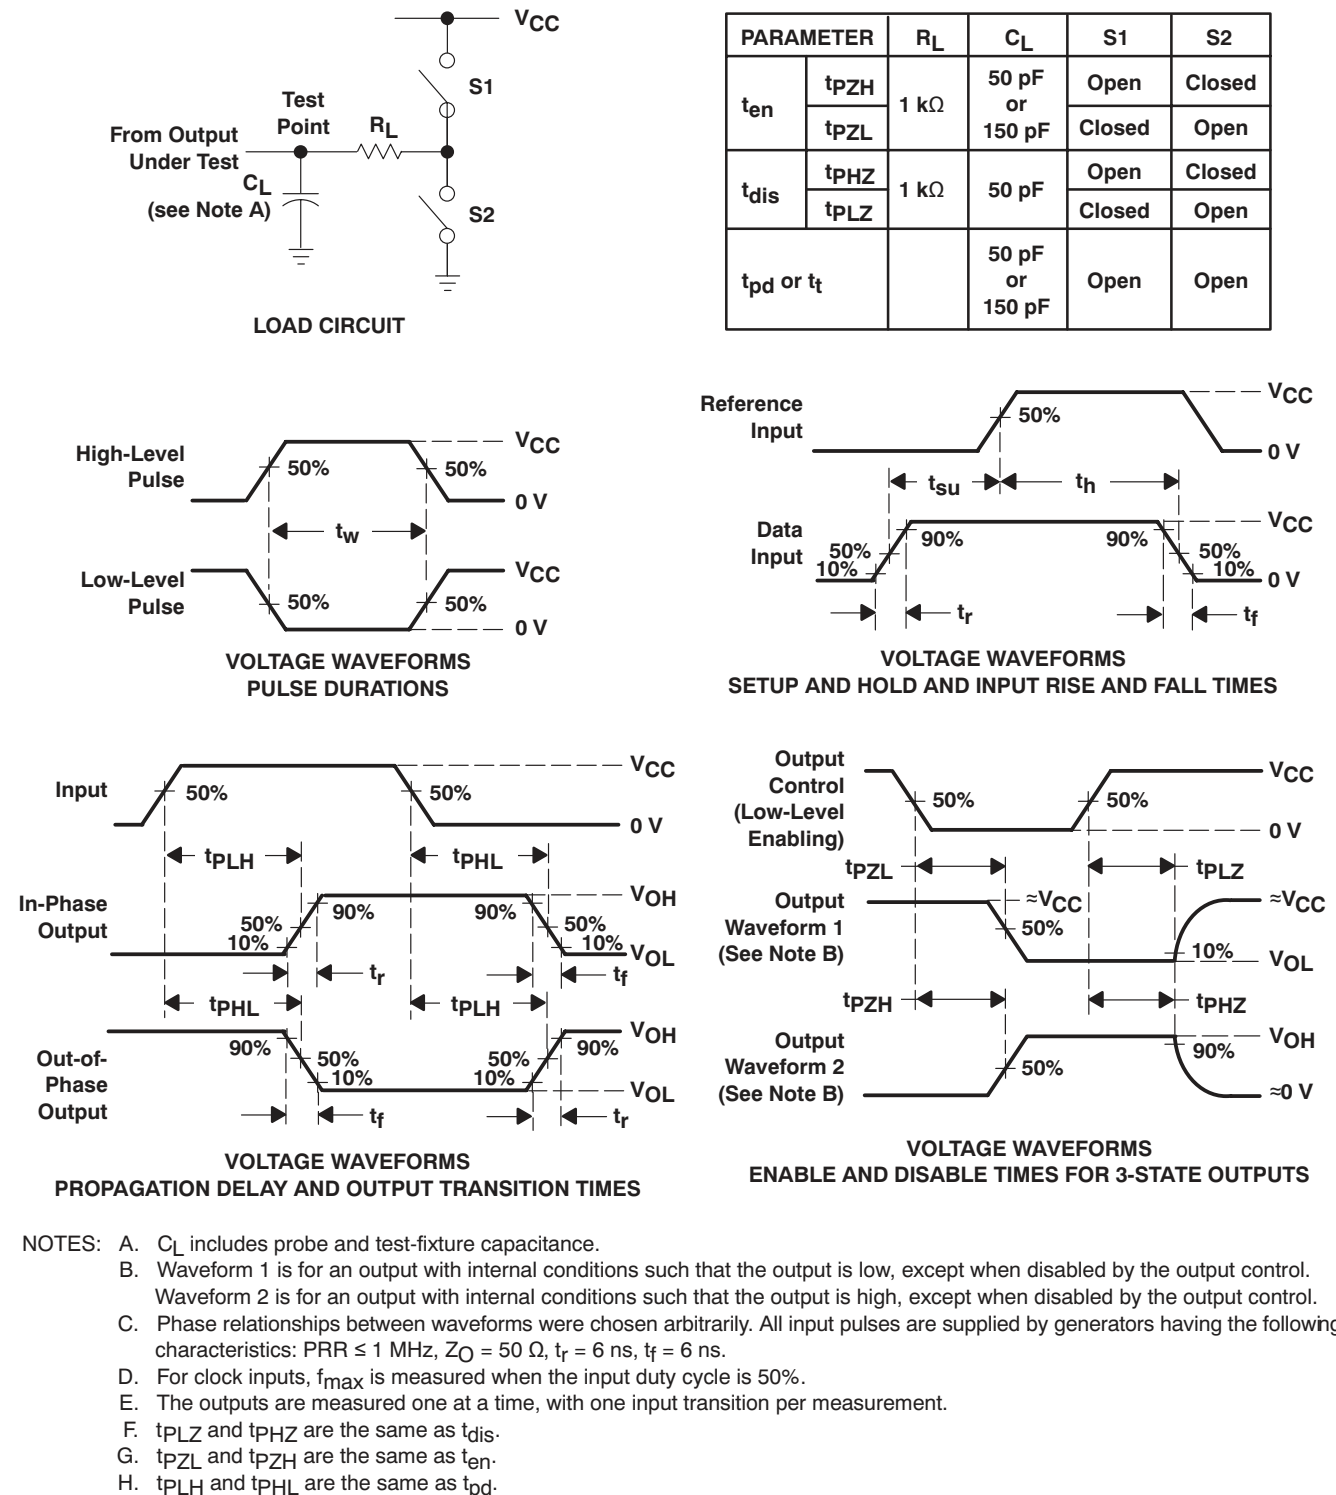 VCC
S1
Test
Point
RL
From Output
Under Test
CL
(see Note A)
S2
LOAD CIRCUIT
PARAMETER RL CL S1 S2
ten tPZH 1 kΩ 50 pF or 150 pF Open Closed
tPZL Closed Open
tdis tPHZ 1 kΩ 50 pF Open Closed
tPLZ Closed Open
tpd or tt 50 pF or 150 pF Open Open
High-Level
Pulse
50%
50%
VCC
0 V
tw
Low-Level
Pulse
50%
50%
VCC
0 V
VOLTAGE WAVEFORMS
PULSE DURATIONS
Reference
Input
50%
VCC
0 V
tsu
th
Data
Input
50%
10%
90%
90%
50%
10%
VCC
0 V
tr
tf
VOLTAGE WAVEFORMS
SETUP AND HOLD AND INPUT RISE AND FALL TIMES
Input
50%
50%
VCC
0 V
tPLH
tPHL
In-Phase
Output
50%
10%
90%
90%
50%
10%
VOH
VOL
tr
tf
tPHL
tPLH
Out-of-
Phase
Output
90%
50%
10%
50%
10%
90%
VOH
VOL
tf
tr
VOLTAGE WAVEFORMS
PROPAGATION DELAY AND OUTPUT TRANSITION TIMES
Output
Control
(Low-Level
Enabling)
50%
50%
VCC
0 V
tPZL
tPLZ
Output
Waveform 1
(See Note B)
≈VCC
50%
≈VCC
10%
VOL
tPZH
tPHZ
Output
Waveform 2
(See Note B)
50%
90%
VOH
≈0 V
VOLTAGE WAVEFORMS
ENABLE AND DISABLE TIMES FOR 3-STATE OUTPUTS
NOTES: A. CL includes probe and test-fixture capacitance.
B. Waveform 1 is for an output with internal conditions such that the output is low, except when disabled by the output control.
Waveform 2 is for an output with internal conditions such that the output is high, except when disabled by the output control.
C. Phase relationships between waveforms were chosen arbitrarily. All input pulses are supplied by generators having the following
characteristics: PRR ≤ 1 MHz, ZO = 50 Ω, tr = 6 ns, tf = 6 ns.
D. For clock inputs, fmax is measured when the input duty cycle is 50%.
E. The outputs are measured one at a time, with one input transition per measurement.
F. tPLZ and tPHZ are the same as tdis.
G. tPZL and tPZH are the same as ten.
H. tPLH and tPHL are the same as tpd.